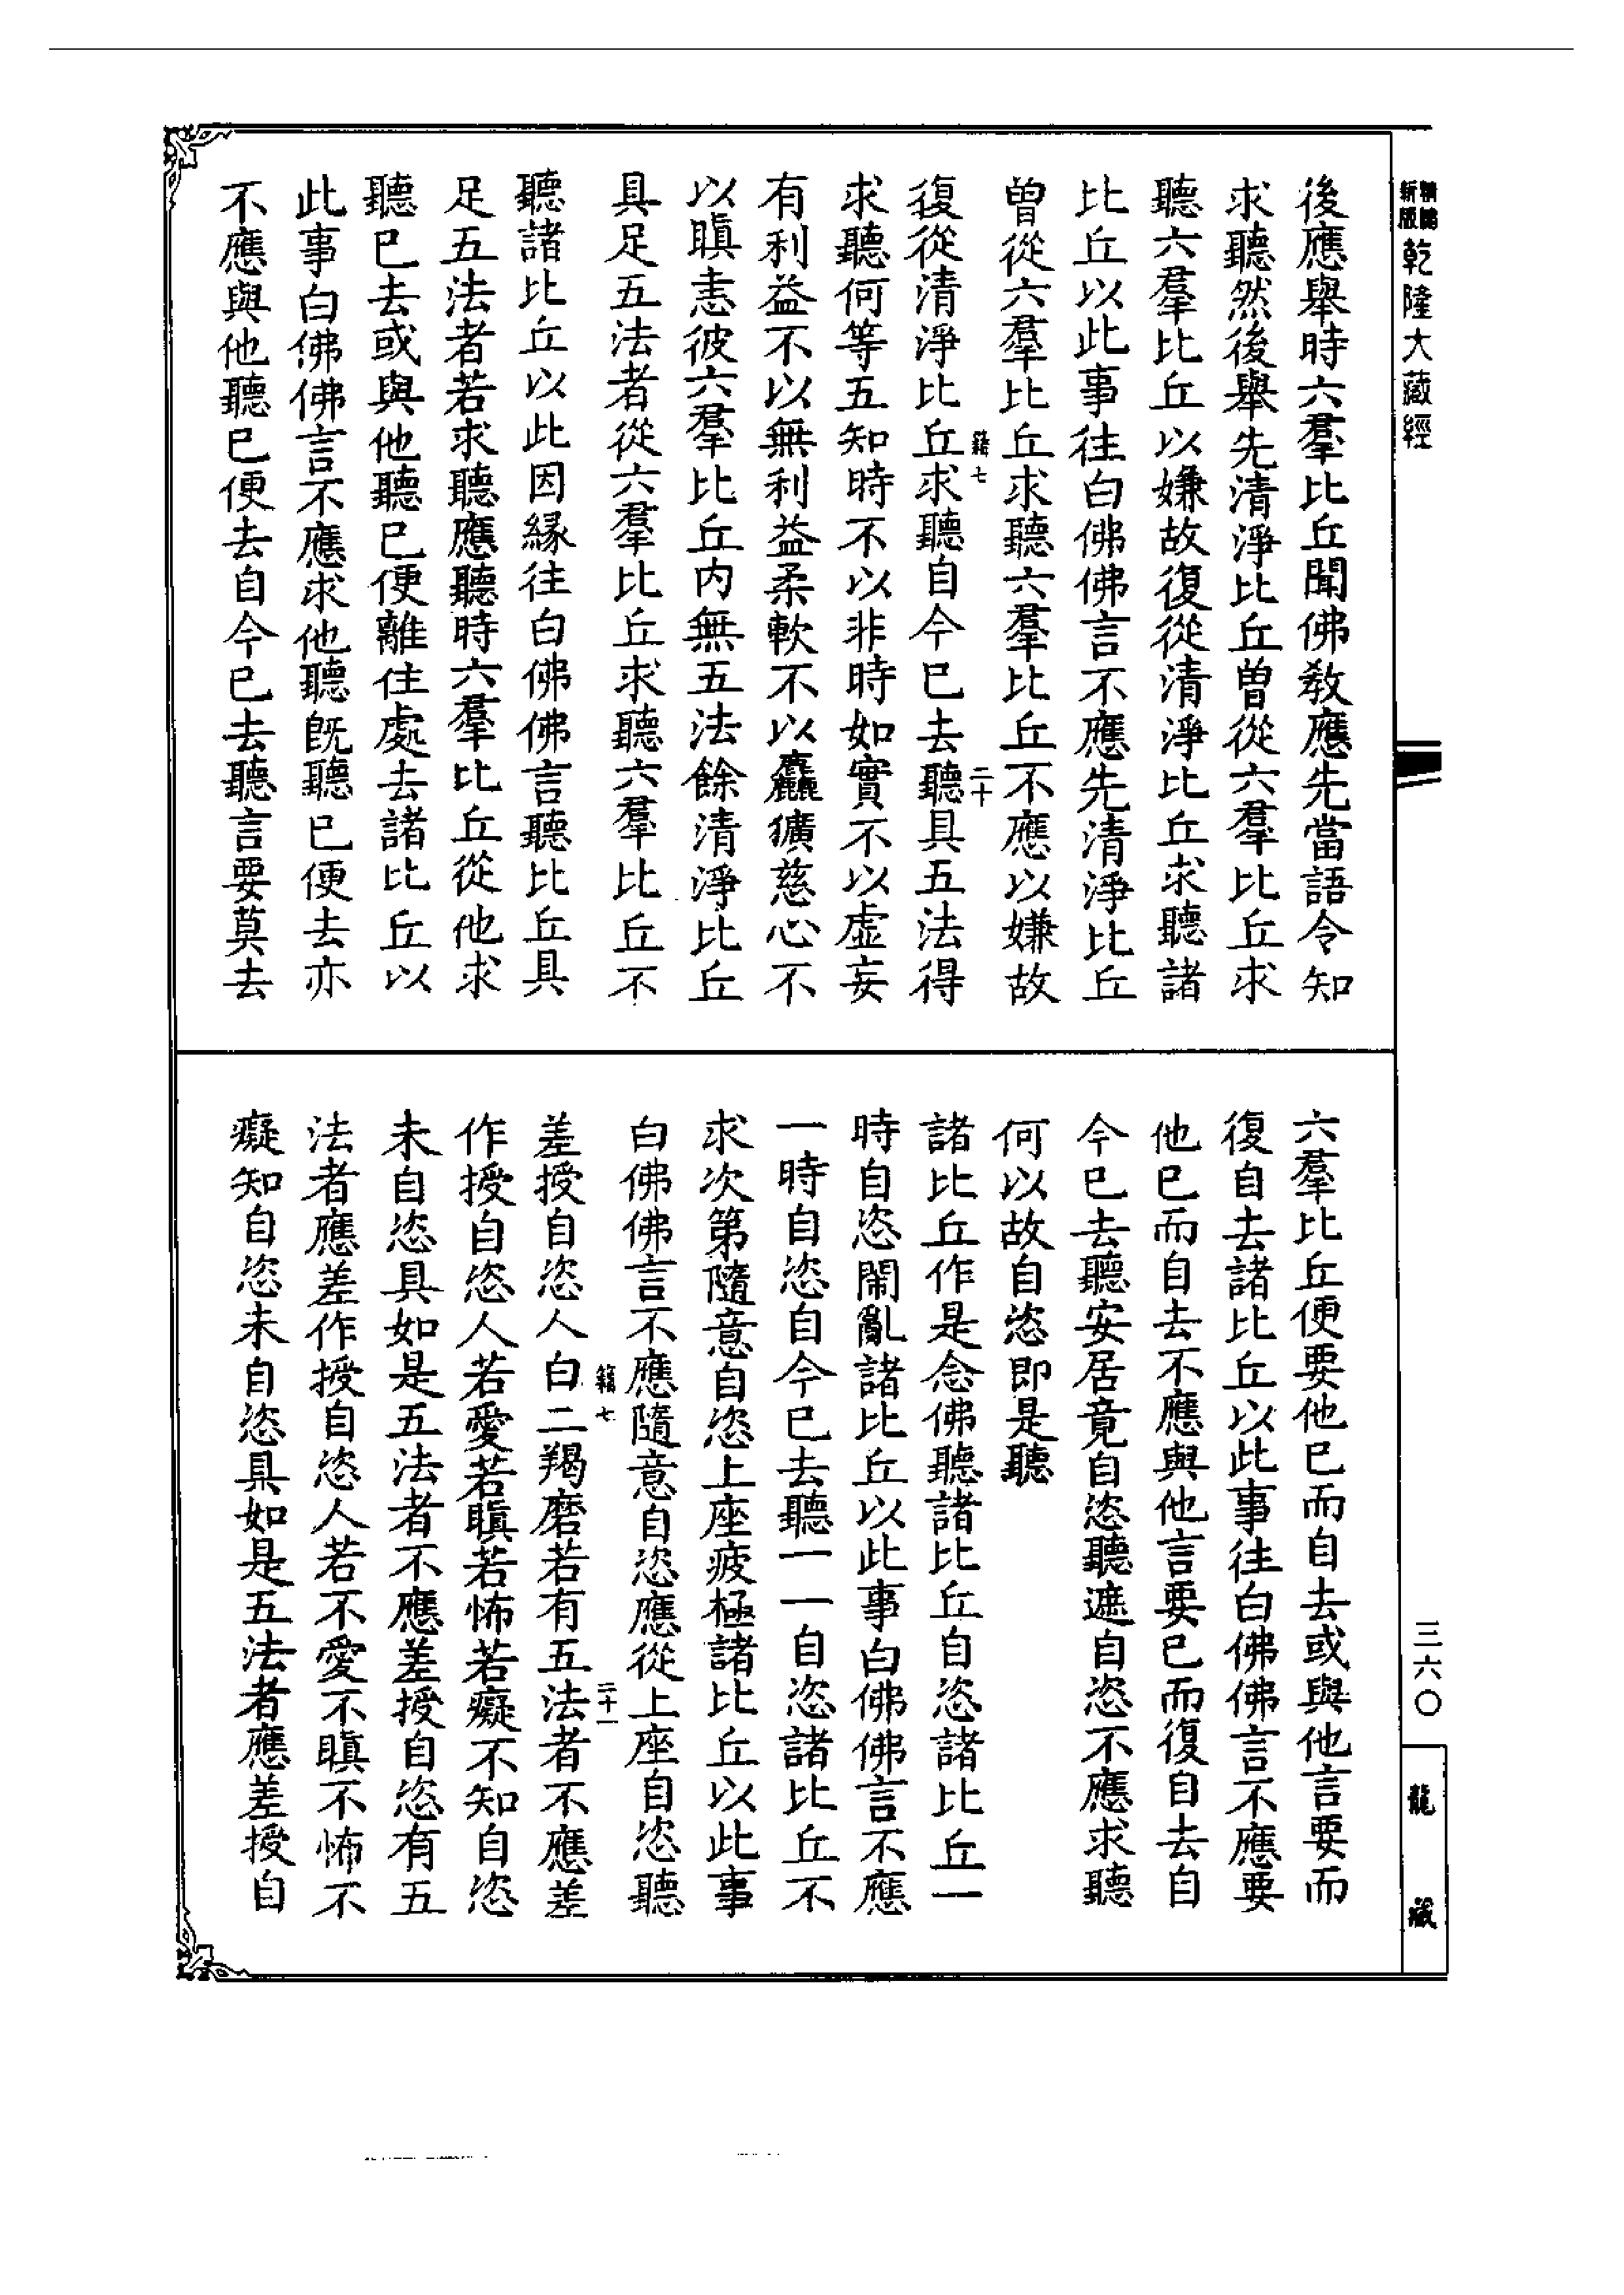 新版
精縮
乾隆大藏經
後應舉時六羣比丘聞佛教應先當語令知
求聽然後舉先清淨比丘曾從六羣比丘求
聽六羣比丘以嫌故復從清淨比丘求聽諸
比丘以此事往白佛佛言不應先清淨比丘
曾從六羣比丘求聽六羣比丘不應以嫌故
籍七
二十
復從清淨比丘求聽自今已去聽具五法得
求聽何等五知時不以非時如實不以虛妄
有利益不以無利益柔軟不以麤獷慈心不
以瞋恚彼六羣比丘內無五法餘清淨比丘
具足五法者從六羣比丘求聽六羣比丘不
聽諸比丘以此因緣往白佛佛言聽比丘具
足五法者若求聽應聽時六羣比丘從他求
聽已去或與他聽已便離住處去諸比丘以
此事白佛佛言不應求他聽旣聽已便去亦
不應與他聽已便去自今已去聽言要莫去
六羣比丘便要他已而自去或與他言要而
復自去諸比丘以此事往白佛佛言不應要
他已而自去不應與他言要已而復自去自
今已去聽安居竟自恣聽遮自恣不應求聽
何以故自恣即是聽
諸比丘作是念佛聽諸比丘自恣諸比丘一
時自恣鬧亂諸比丘以此事白佛佛言不應
一時自恣自今已去聽一一自恣諸比丘不
求次第隨意自恣上座疲極諸比丘以此事
白佛佛言不應隨意自恣應從上座自恣聽
籍七
二十一
差授自恣人白二羯磨若有五法者不應差
作授自恣人若愛若瞋若怖若癡不知自恣
未自恣具如是五法者不應差授自恣有五
法者應差作授自恣人若不愛不瞋不怖不
癡知自恣未自恣具如是五法者應差授自
三六〇
龍藏